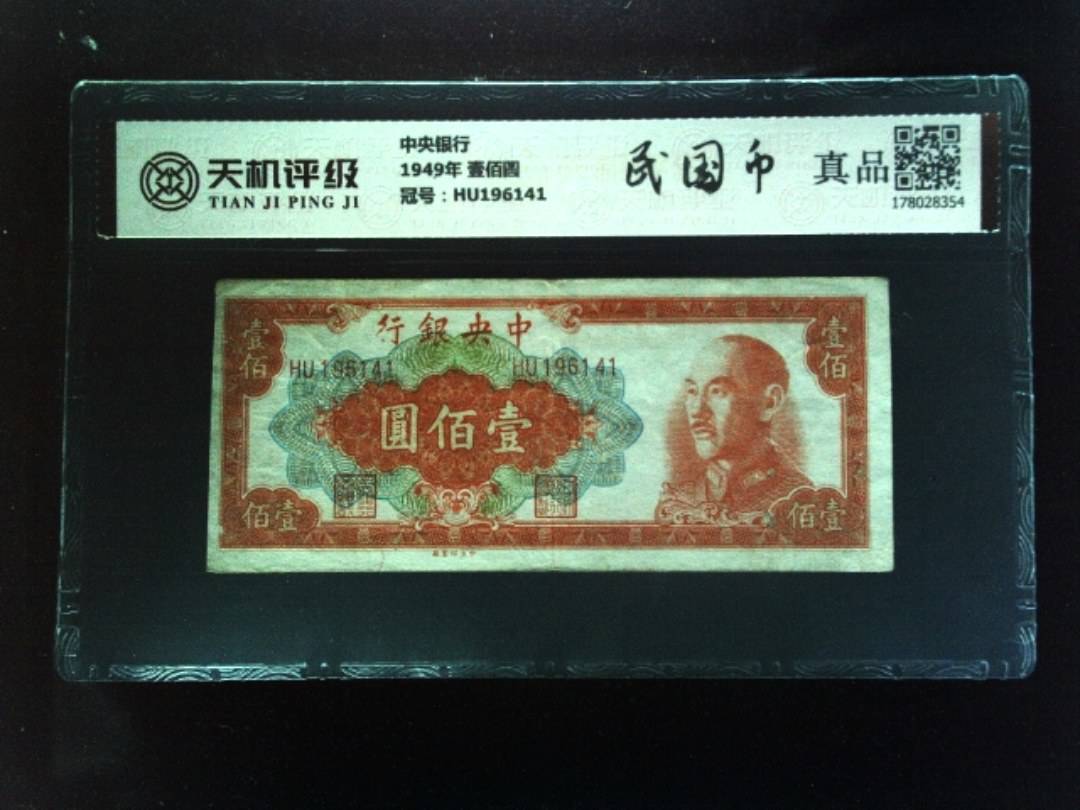 天机评级
TIAN JI PING JI
中央银行
1949年 壹佰圆
冠号：HU196141
民国币
真品
178028354
行銀央中
壹佰
壹佰
HU196141
HU196141
圓佰壹
佰壹
佰壹